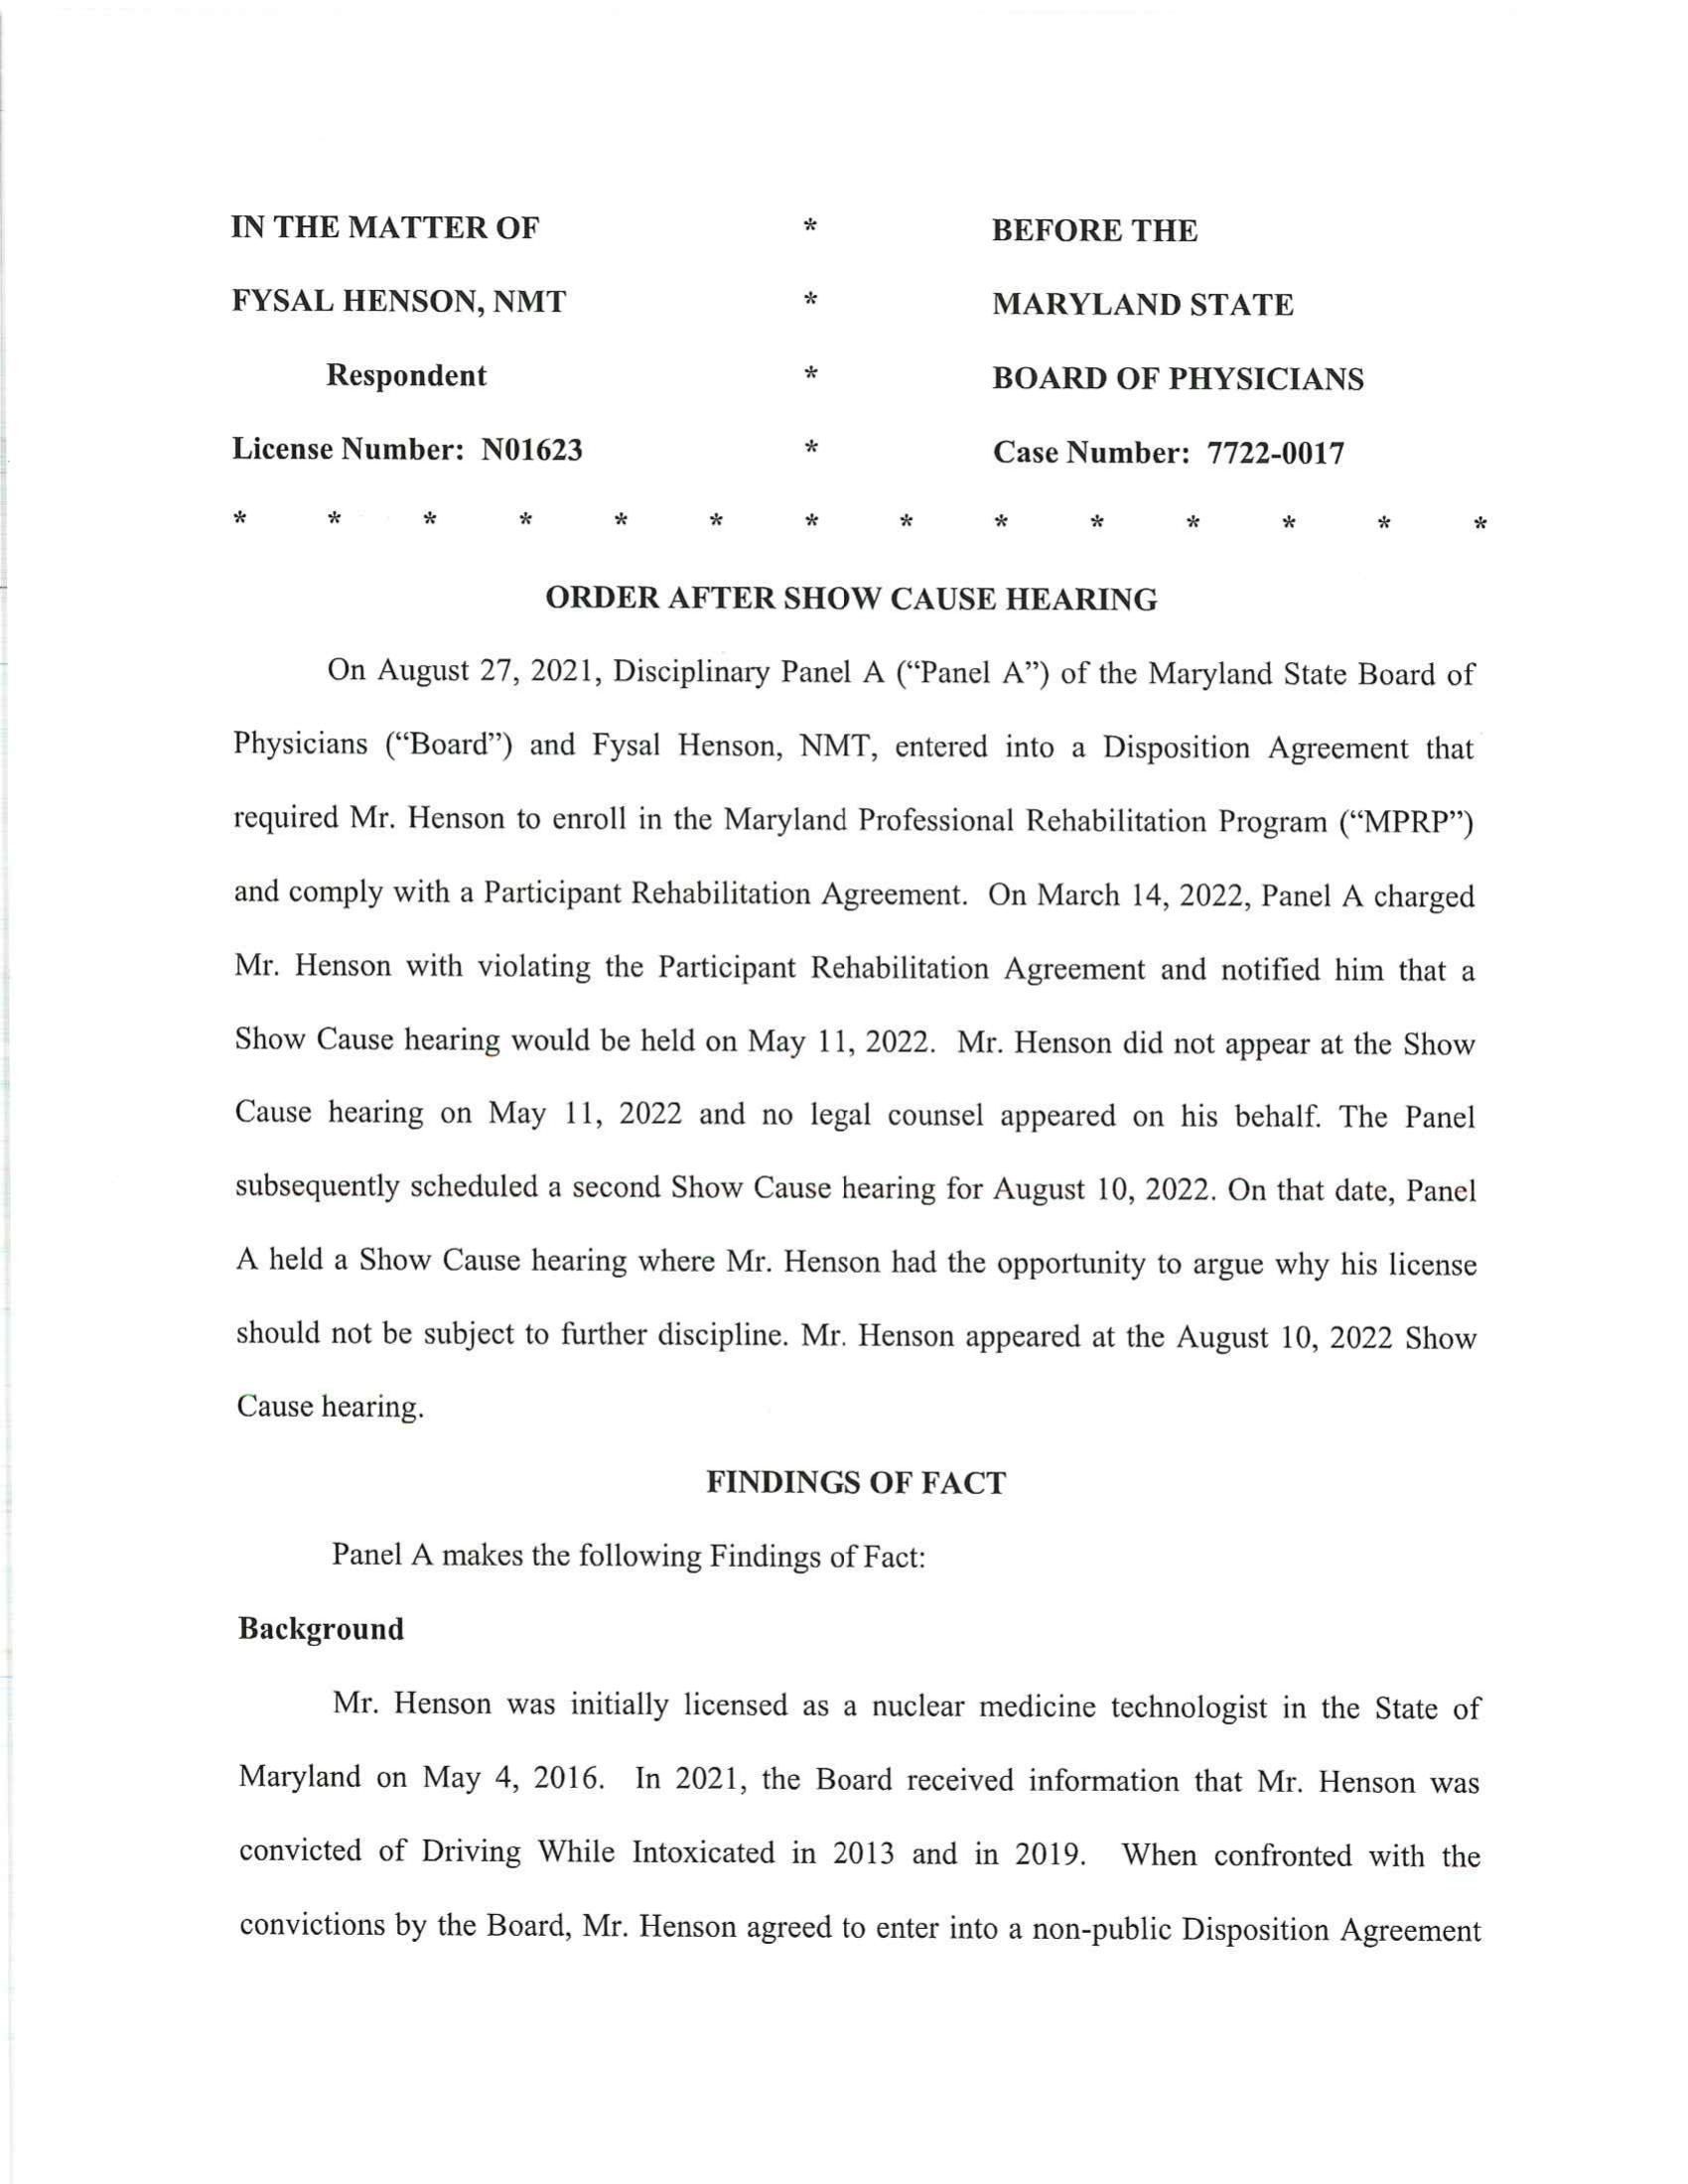 IN THE MATTER OF * BEFORE THE
FYSAL HENSON, NMT * MARYLAND STATE
Respondent * BOARD OF PHYSICIANS
License Number: N01623 * Case Number: 7722-0017
* * * * * * * * * * * * * *
ORDER AFTER SHOW CAUSE HEARING
On August 27, 2021, Disciplinary Panel A (“Panel A”) of the Maryland State Board of
Physicians (“Board”) and Fysal Henson, NMT, entered into a Disposition Agreement that
required Mr. Henson to enroll in the Maryland Professional Rehabilitation Program (“MPRP”)
and comply with a Participant Rehabilitation Agreement. On March 14, 2022, Panel A charged
Mr. Henson with violating the Participant Rehabilitation Agreement and notified him that a
Show Cause hearing would be held on May 11, 2022. Mr. Henson did not appear at the Show
Cause hearing on May 11, 2022 and no legal counsel appeared on his behalf. The Panel
subsequently scheduled a second Show Cause hearing for August 10, 2022. On that date, Panel
A held a Show Cause hearing where Mr. Henson had the opportunity to argue why his license
should not be subject to further discipline. Mr. Henson appeared at the August 10, 2022 Show
Cause hearing.
FINDINGS OF FACT
Panel A makes the following Findings of Fact:
Background
Mr. Henson was initially licensed as a nuclear medicine technologist in the State of
Maryland on May 4, 2016. In 2021, the Board received information that Mr. Henson was
convicted of Driving While Intoxicated in 2013 and in 2019. When confronted with the
convictions by the Board, Mr. Henson agreed to enter into a non-public Disposition Agreement